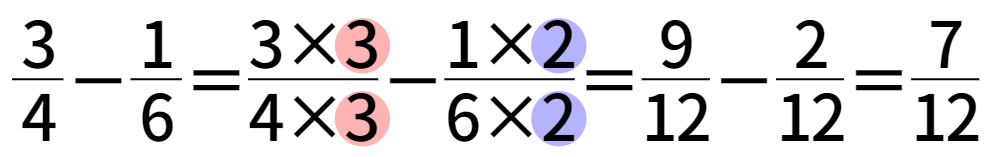 3/4 − 1/6 = 3×3/4×3 − 1×2/6×2 = 9/12 − 2/12 = 7/12